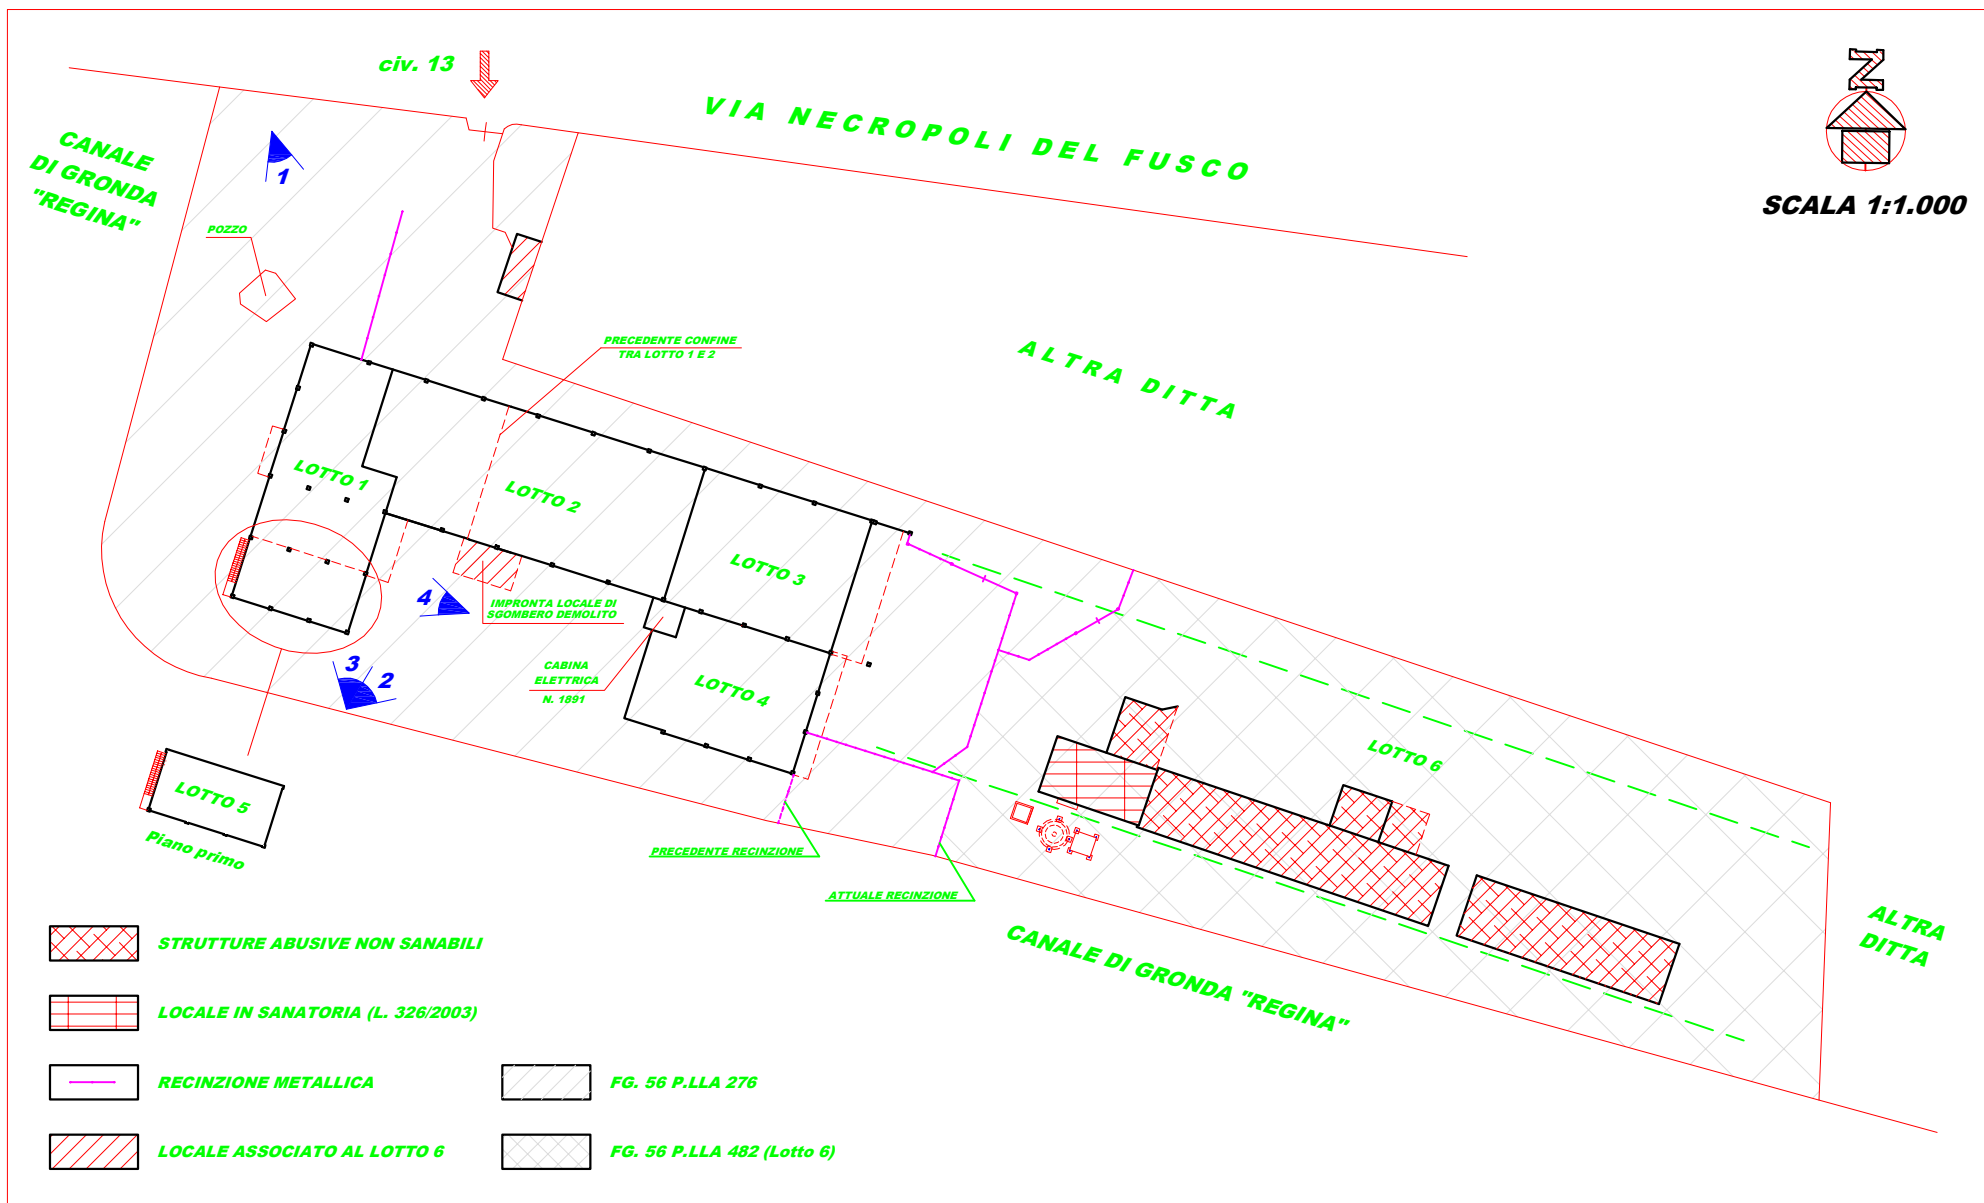 civ. 13
N
SCALA 1:1.000
VIA NECROPOLI DEL FUSCO
CANALE
DI GRONDA
"REGINA"
1
POZZO
PRECEDENTE CONFINE
TRA LOTTO 1 E 2
ALTRA DITTA
LOTTO 1
LOTTO 2
LOTTO 3
4
IMPRONTA LOCALE DI
SGOMBERO DEMOLITO
3
2
CABINA
ELETTRICA
N. 1891
LOTTO 4
LOTTO 6
LOTTO 5
Piano primo
PRECEDENTE RECINZIONE
ATTUALE RECINZIONE
CANALE DI GRONDA "REGINA"
ALTRA
DITTA
STRUTTURE ABUSIVE NON SANABILI
LOCALE IN SANATORIA (L. 326/2003)
RECINZIONE METALLICA
FG. 56 P.LLA 276
LOCALE ASSOCIATO AL LOTTO 6
FG. 56 P.LLA 482 (Lotto 6)